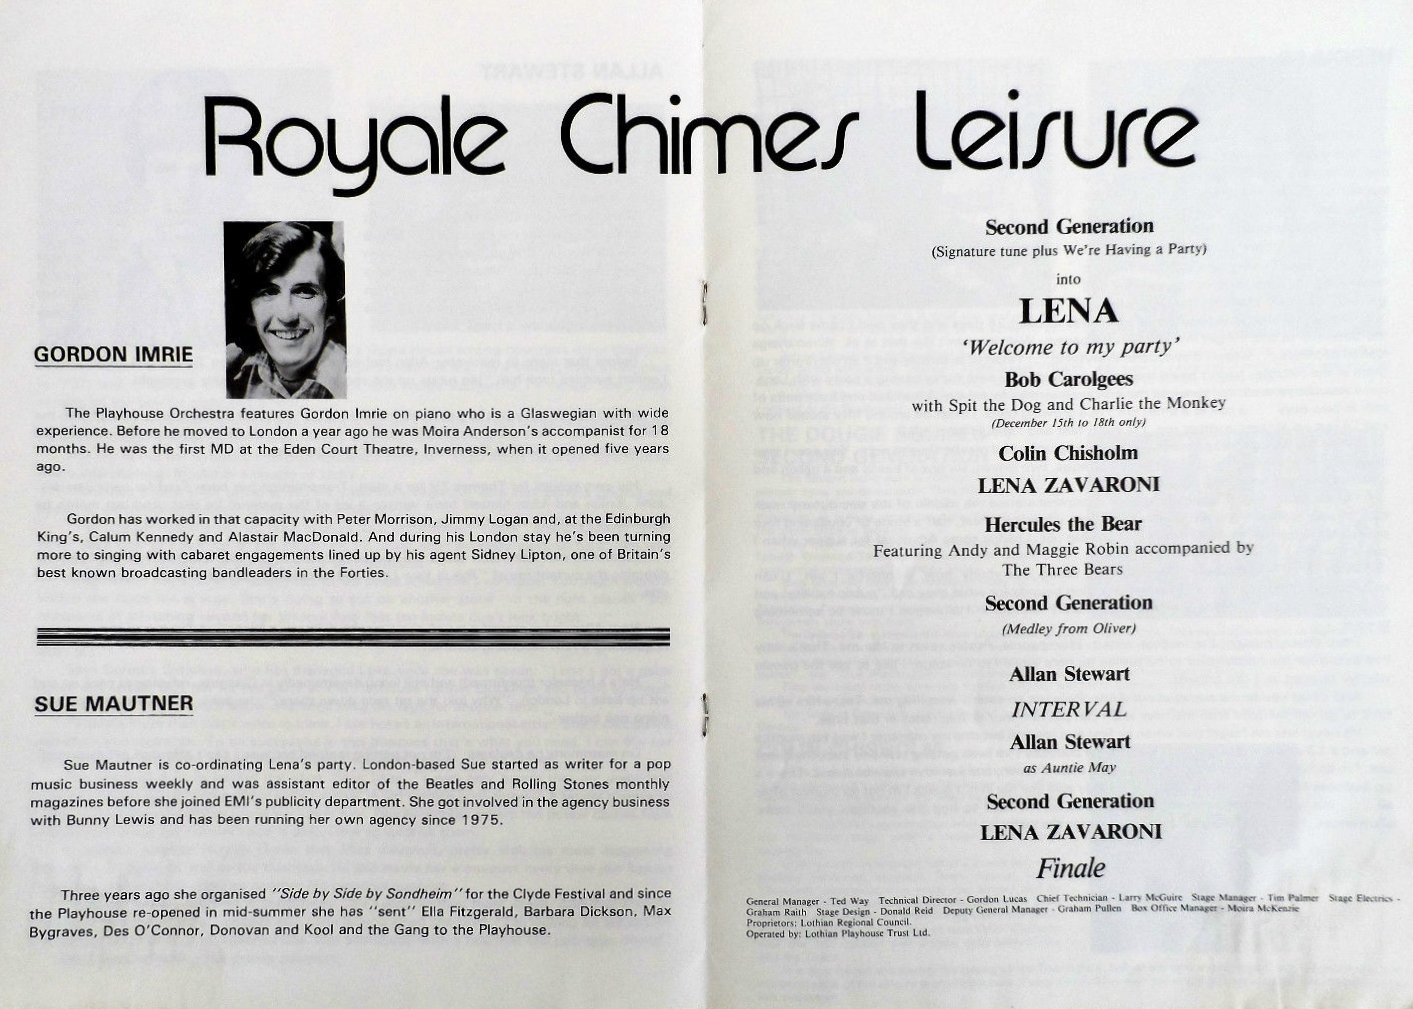 Royale Chimes Leisure
GORDON IMRIE
The Playhouse Orchestra features Gordon Imrie on piano who is a Glaswegian with wide
experience. Before he moved to London a year ago he was Moira Anderson's accompanist for 18
months. He was the first MD at the Eden Court Theatre, Inverness, when it opened five years
ago.
Gordon has worked in that capacity with Peter Morrison, Jimmy Logan and, at the Edinburgh
King's, Calum Kennedy and Alastair MacDonald. And during his London stay he's been turning
more to singing with cabaret engagements lined up by his agent Sidney Lipton, one of Britain's
best known broadcasting bandleaders in the Forties.
SUE MAUTNER
Sue Mautner is co-ordinating Lena's party. London-based Sue started as writer for a pop
music business weekly and was assistant editor of the Beatles and Rolling Stones monthly
magazines before she joined EMI's publicity department. She got involved in the agency business
with Bunny Lewis and has been running her own agency since 1975.
Three years ago she organised "Side by Side by Sondheim" for the Clyde Festival and since
the Playhouse re-opened in mid-summer she has "sent" Ella Fitzgerald, Barbara Dickson, Max
Bygraves, Des O'Connor, Donovan and Kool and the Gang to the Playhouse.
Second Generation
(Signature tune plus We're Having a Party)
into
LENA
'Welcome to my party'
Bob Carolgees
with Spit the Dog and Charlie the Monkey
(December 15th to 18th only)
Colin Chisholm
LENA ZAVARONI
Hercules the Bear
Featuring Andy and Maggie Robin accompanied by
The Three Bears
Second Generation
(Medley from Oliver)
Allan Stewart
INTERVAL
Allan Stewart
as Auntie May
Second Generation
LENA ZAVARONI
Finale
General Manager - Ted Way Technical Director - Gordon Lucas Chief Technician - Larry McGuire Stage Manager - Tim Palmer Stage Electrics -
Graham Raith Stage Design - Donald Reid Deputy General Manager - Graham Pullen Box Office Manager - Moira McKenzie
Proprietors: Lothian Regional Council.
Operated by: Lothian Playhouse Trust Ltd.